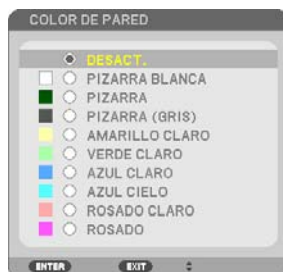 COLOR DE PARED
DESACT.
PIZARRA BLANCA
PIZARRA
PIZARRA (GRIS)
AMARILLO CLARO
VERDE CLARO
AZUL CLARO
AZUL CIELO
ROSADO CLARO
ROSADO
ENTER EXIT